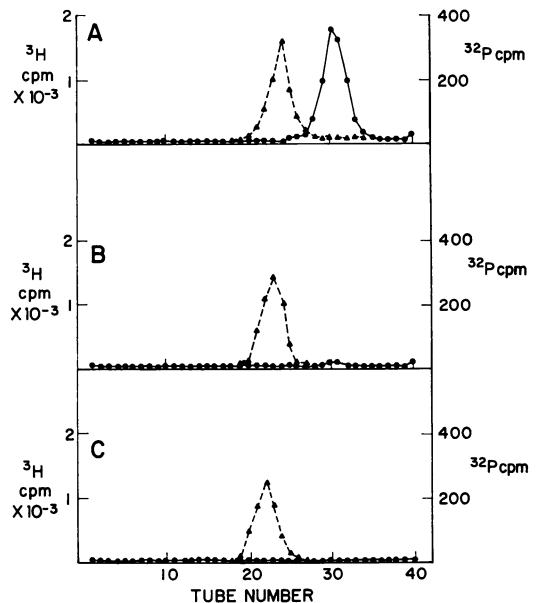 A
2
1
³H
cpm
X10⁻³
400
200
³²P cpm
B
2
1
³H
cpm
X10⁻³
400
200
³²P cpm
C
2
1
³H
cpm
X10⁻³
400
200
³²P cpm
10 20 30 40
TUBE NUMBER